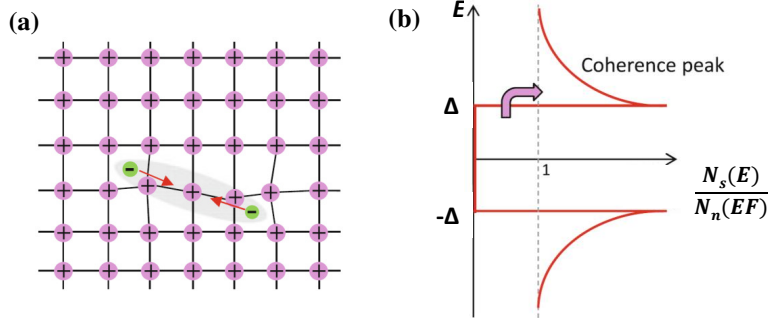 (a)
(b)
E
Coherence peak
Δ
1
-Δ
N_s(E)
N_n(EF)